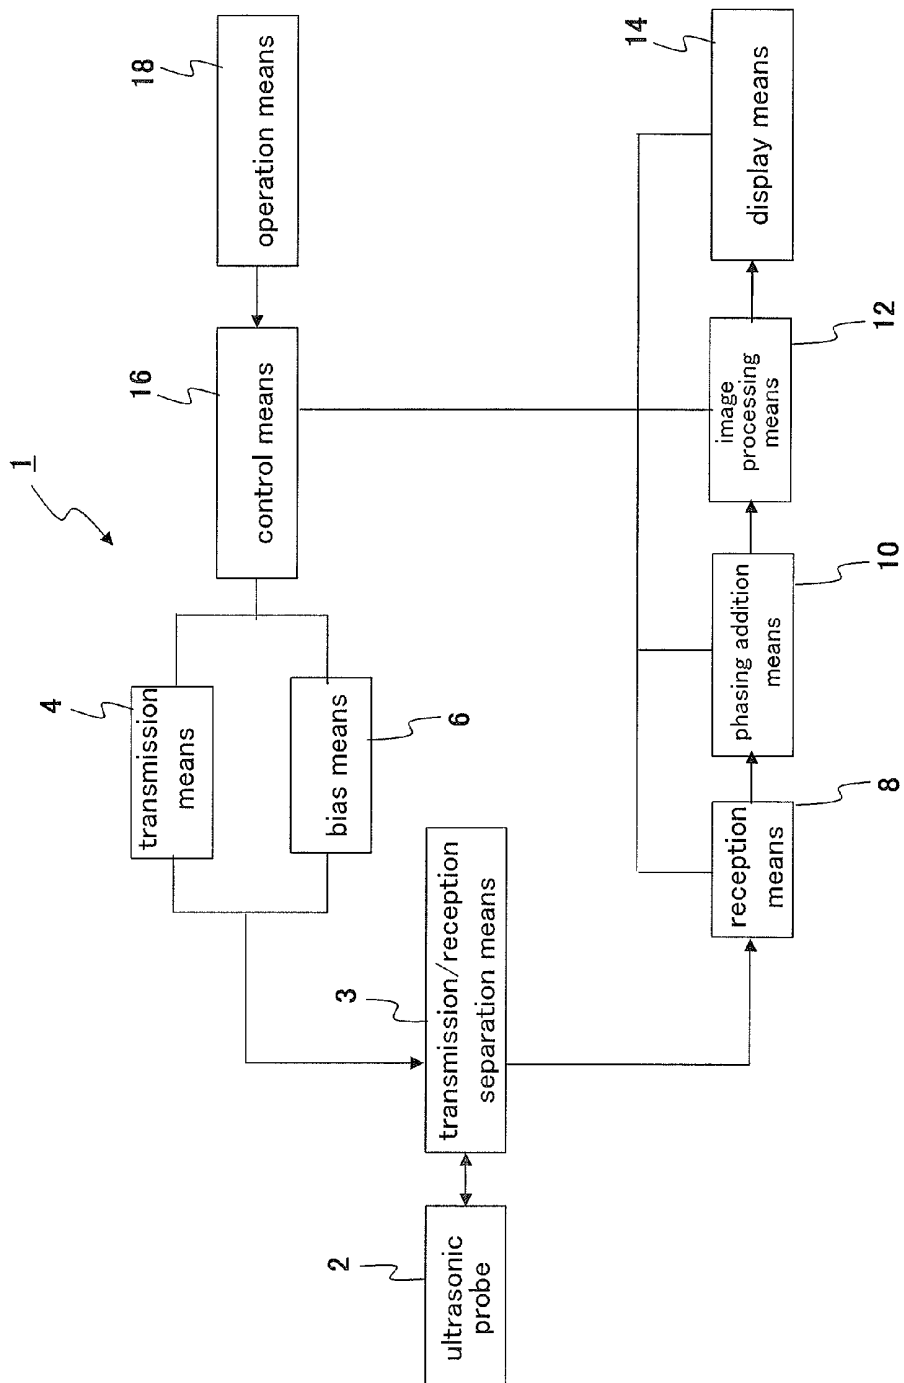 1
4
transmission
means
16
control means
18
operation means
6
bias means
3
transmission/reception
separation means
2
ultrasonic
probe
8
reception
means
10
phasing addition
means
12
image
processing
means
14
display means